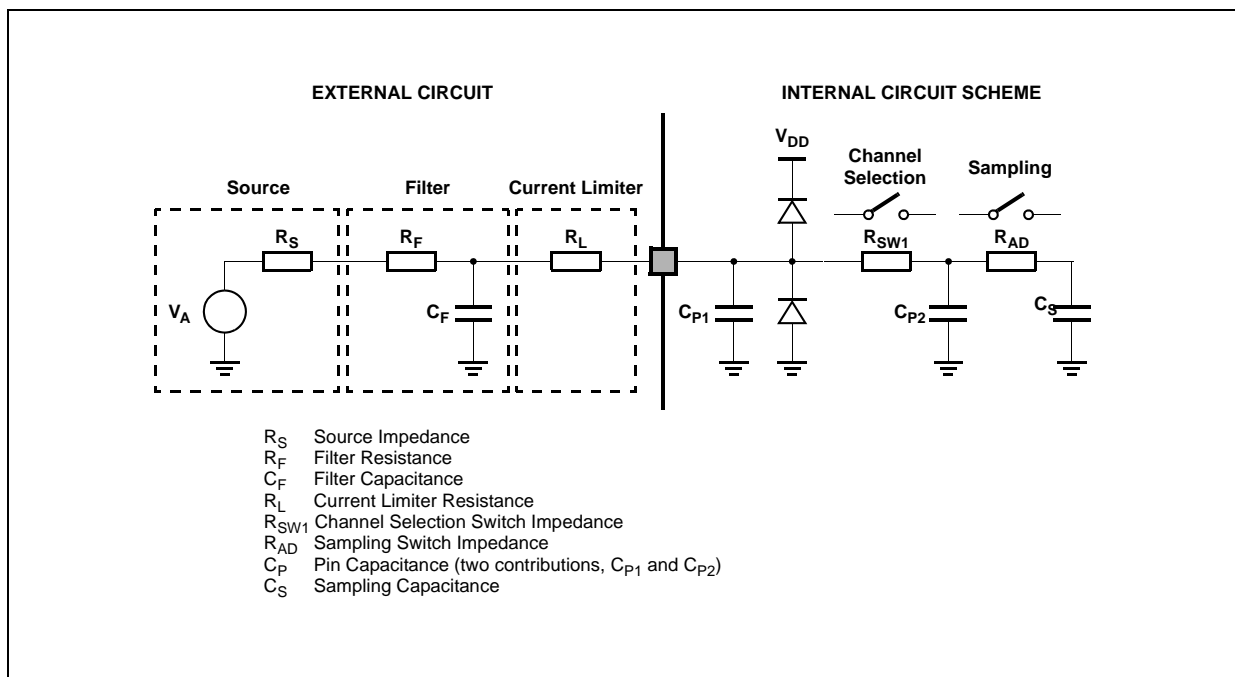 EXTERNAL CIRCUIT
INTERNAL CIRCUIT SCHEME
VDD
Channel
Selection
Sampling
Source
Filter
Current Limiter
RS
RF
RL
RSW1
RAD
VA
CF
CP1
CP2
CS
RS Source Impedance
RF Filter Resistance
CF Filter Capacitance
RL Current Limiter Resistance
RSW1 Channel Selection Switch Impedance
RAD Sampling Switch Impedance
CP Pin Capacitance (two contributions, CP1 and CP2)
CS Sampling Capacitance